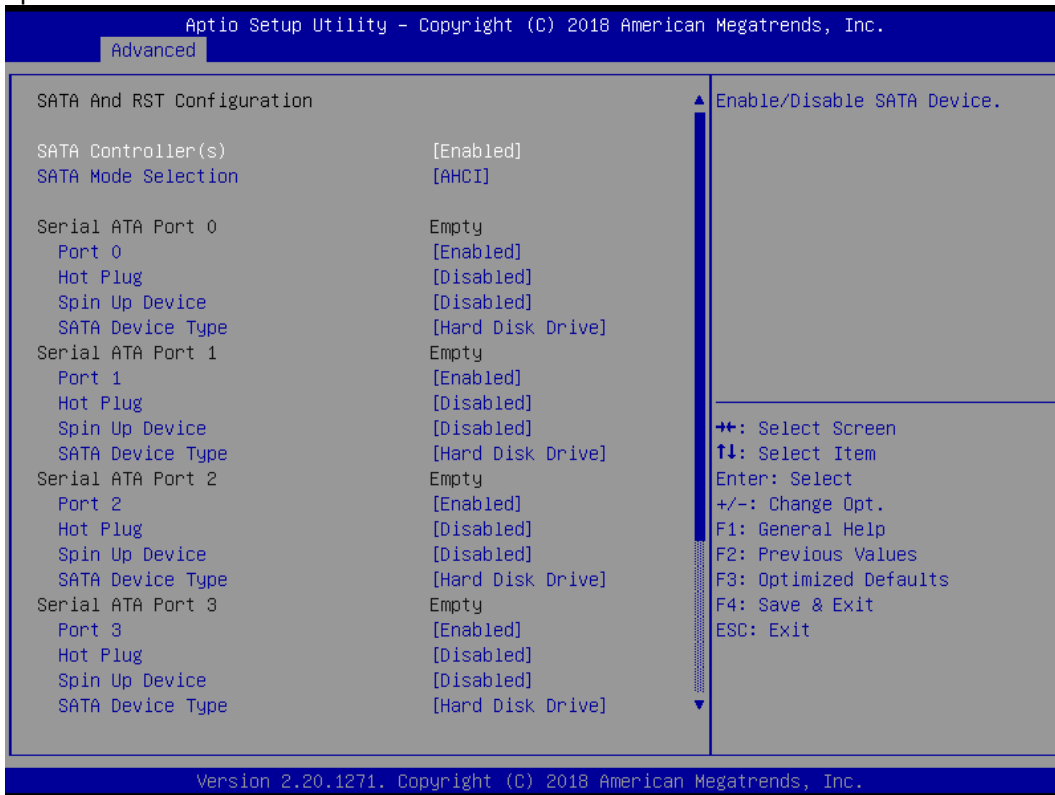 Aptio Setup Utility – Copyright (C) 2018 American Megatrends, Inc.
Advanced
SATA And RST Configuration
SATA Controller(s) [Enabled]
SATA Mode Selection [AHCI]
Serial ATA Port 0 Empty
Port 0 [Enabled]
Hot Plug [Disabled]
Spin Up Device [Disabled]
SATA Device Type [Hard Disk Drive]
Serial ATA Port 1 Empty
Port 1 [Enabled]
Hot Plug [Disabled]
Spin Up Device [Disabled]
SATA Device Type [Hard Disk Drive]
Serial ATA Port 2 Empty
Port 2 [Enabled]
Hot Plug [Disabled]
Spin Up Device [Disabled]
SATA Device Type [Hard Disk Drive]
Serial ATA Port 3 Empty
Port 3 [Enabled]
Hot Plug [Disabled]
Spin Up Device [Disabled]
SATA Device Type [Hard Disk Drive]
Enable/Disable SATA Device.
→←: Select Screen
↑↓: Select Item
Enter: Select
+/-: Change Opt.
F1: General Help
F2: Previous Values
F3: Optimized Defaults
F4: Save & Exit
ESC: Exit
Version 2.20.1271. Copyright (C) 2018 American Megatrends, Inc.